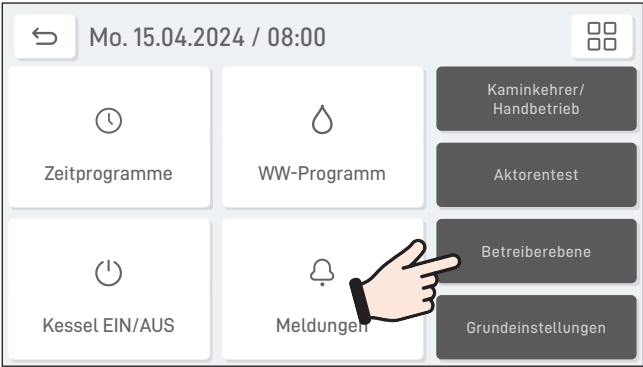 Mo. 15.04.2024 / 08:00
Zeitprogramme
WW-Programm
Kaminkehrer/
Handbetrieb
Aktorentest
Kessel EIN/AUS
Meldungen
Betreiberebene
Grundeinstellungen